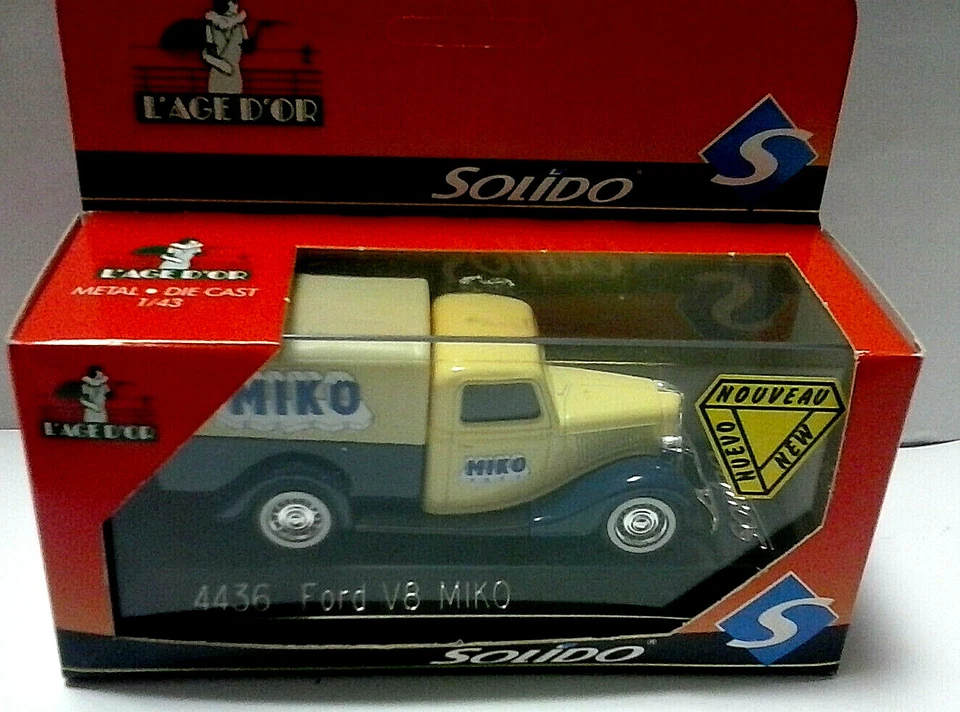 L'AGE D'OR
SOLIDO
L'AGE D'OR
METAL • DIE-CAST
1/43
L'AGE D'OR
MIKO
MIKO
NOUVEAU
NUEVO
NEW
4436 Ford V8 MIKO
SOLIDO